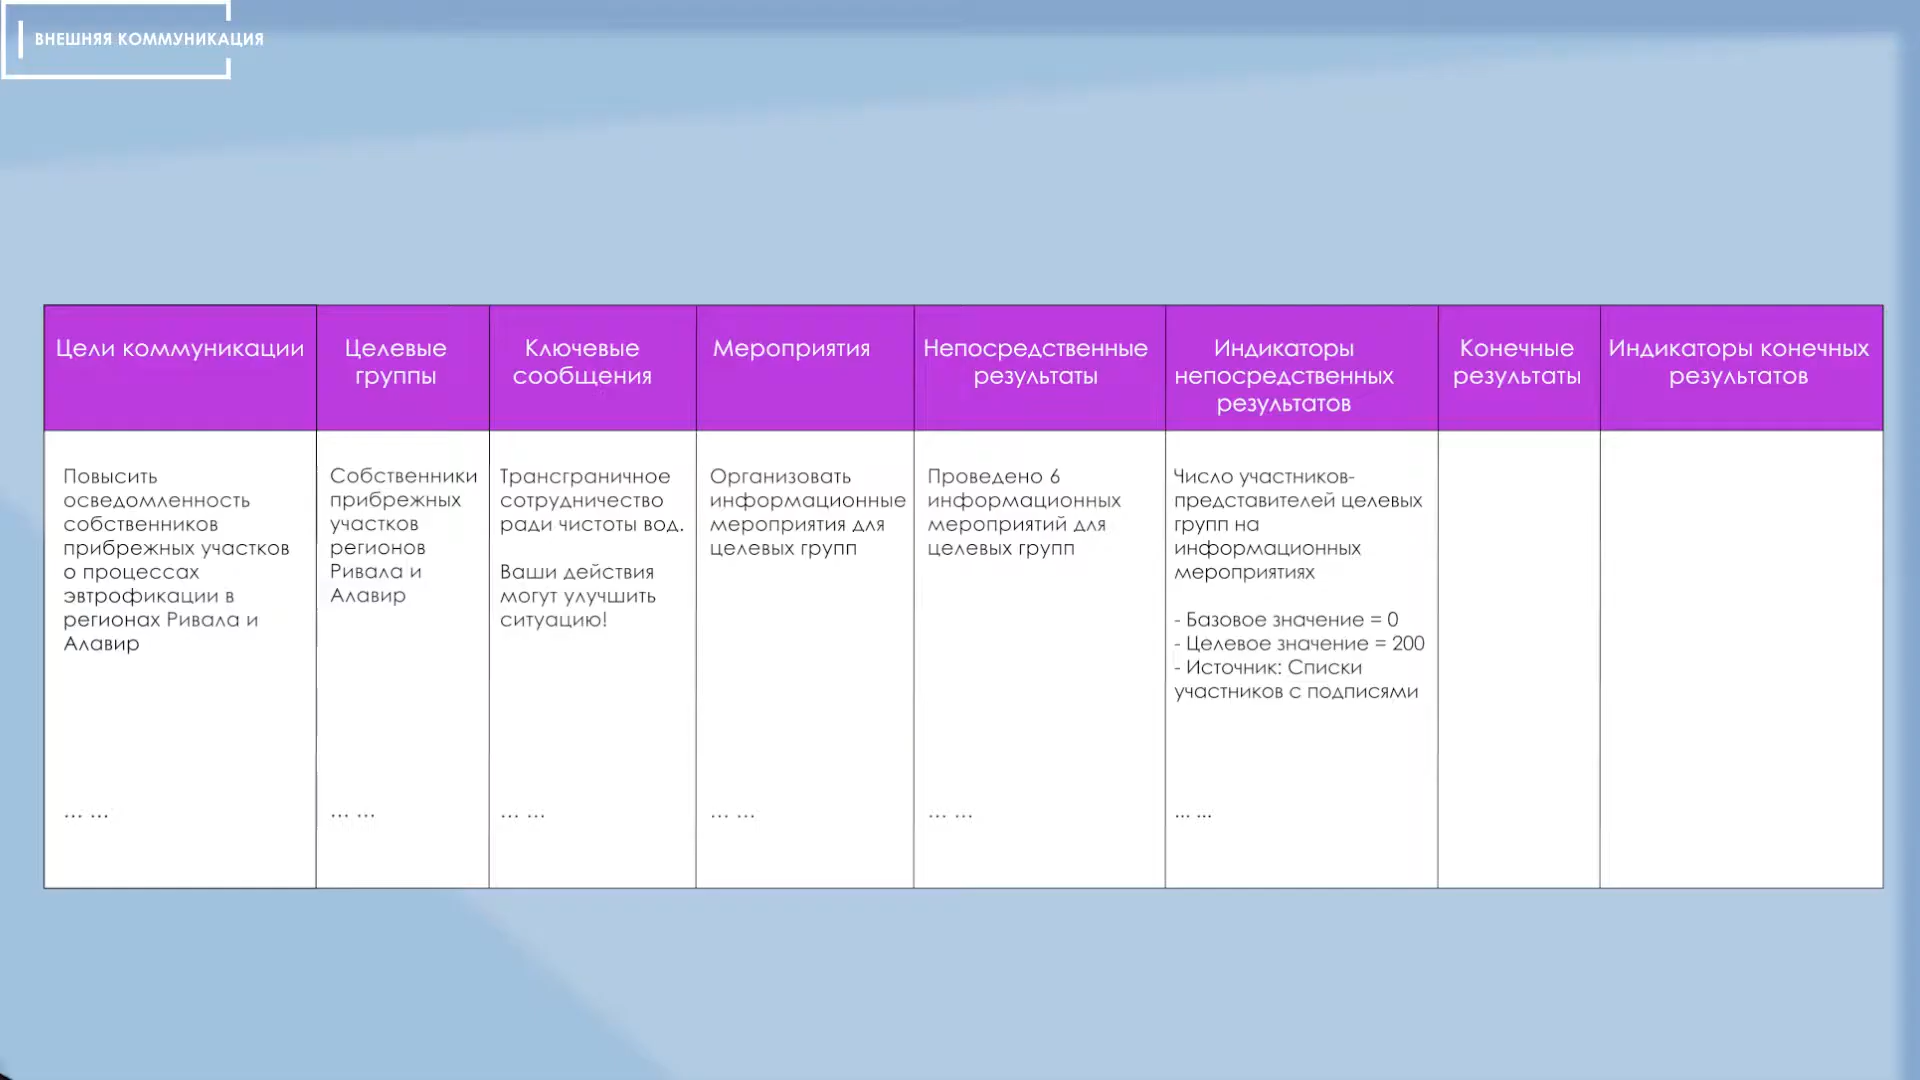 ВНЕШНЯЯ КОММУНИКАЦИЯ
Цели коммуникации
Целевые
группы
Ключевые
сообщения
Мероприятия
Непосредственные
результаты
Индикаторы
непосредственных
результатов
Конечные
результаты
Индикаторы конечных
результатов
Повысить
осведомленность
собственников
прибрежных участков
о процессах
эвтрофикации в
регионах Ривала и
Алавир
... ...
Собственники
прибрежных
участков
регионов
Ривала и
Алавир
... ...
Трансграничное
сотрудничество
ради чистоты вод.
Ваши действия
могут улучшить
ситуацию!
... ...
Организовать
информационные
мероприятия для
целевых групп
... ...
Проведено 6
информационных
мероприятий для
целевых групп
... ...
Число участников-
представителей целевых
групп на
информационных
мероприятиях
- Базовое значение = 0
- Целевое значение = 200
- Источник: Списки
участников с подписями
... ...